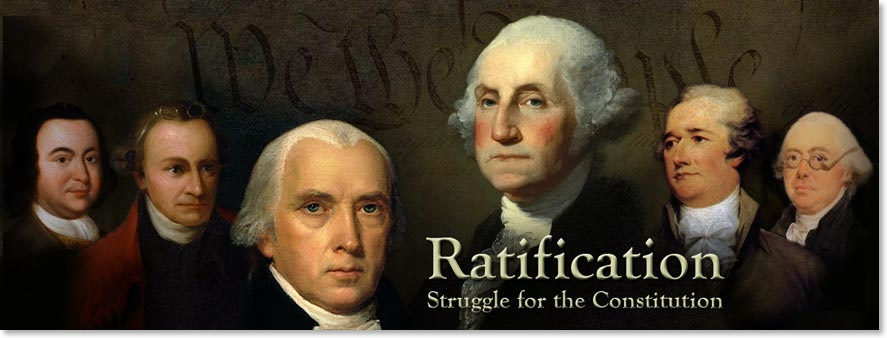 We the People
Ratification
Struggle for the Constitution